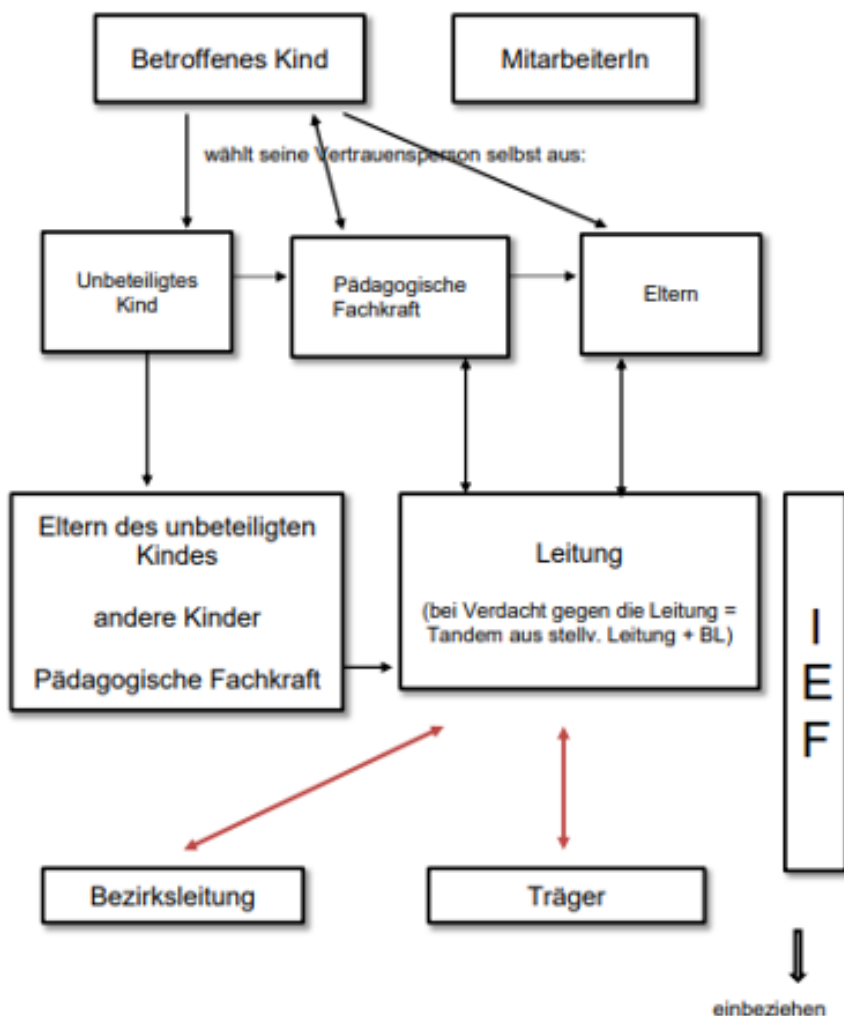 Betroffenes Kind
MitarbeiterIn
wählt seine Vertrauensperson selbst aus:
Unbeteiligtes
Kind
Pädagogische
Fachkraft
Eltern
Eltern des unbeteiligten
Kindes
andere Kinder
Pädagogische Fachkraft
Leitung
(bei Verdacht gegen die Leitung =
Tandem aus stellv. Leitung + BL)
I
E
F
Bezirksleitung
Träger
einbeziehen